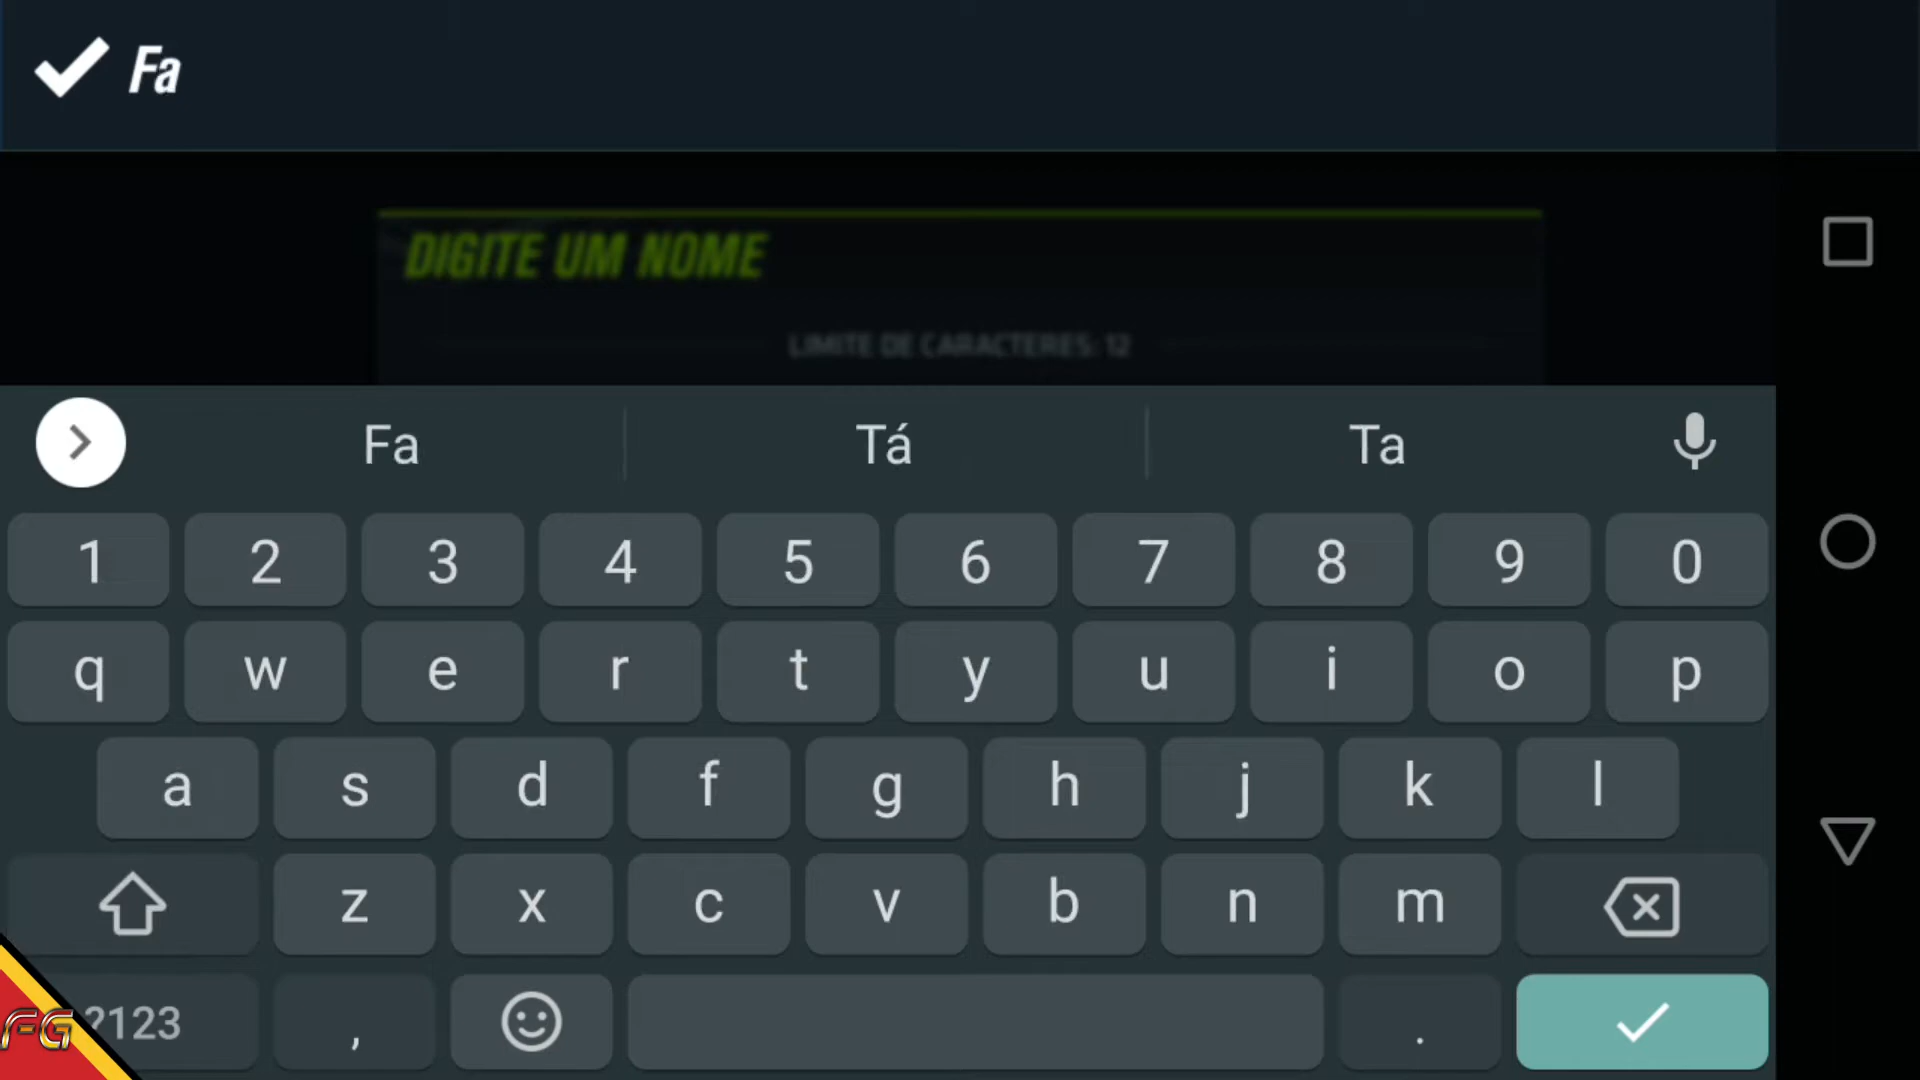 Fa
DIGITE UM NOME
LIMITE DE CARACTERES: 12
Fa Tá Ta
1 2 3 4 5 6 7 8 9 0
q w e r t y u i o p
a s d f g h j k l
z x c v b n m
?123 , .
FG